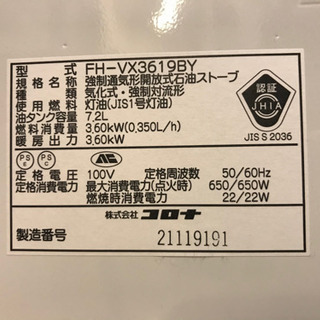 型式 FH-VX3619BY
規格名称 強制通気形開放式石油ストーブ
種類 気化式・強制対流形
使用燃料 灯油(JIS1号灯油)
油タンク容量 7.2L
燃料消費量 3.60kW(0.350L/h)
暖房出力 3.60kW
認証
JHIA
JIS S 2036
PS E
PS C
定格電圧 100V 定格周波数 50/60Hz
定格消費電力 最大消費電力(点火時) 650/650W
燃焼時消費電力 22/22W
株式会社 コロナ
製造番号 21119191